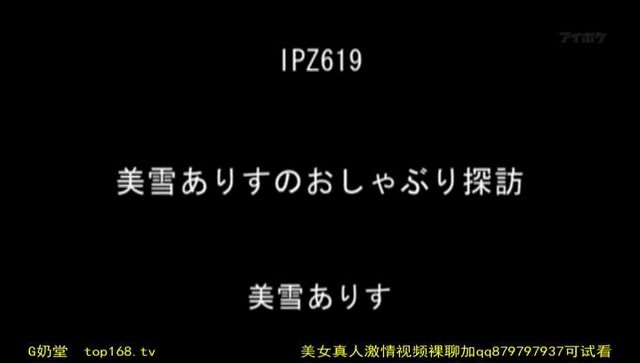 アイポケ
IPZ619
美雪ありすのおしゃぶり探訪
美雪ありす
G奶堂 top168.tv 美女真人激情视频裸聊加qq879797937可试看